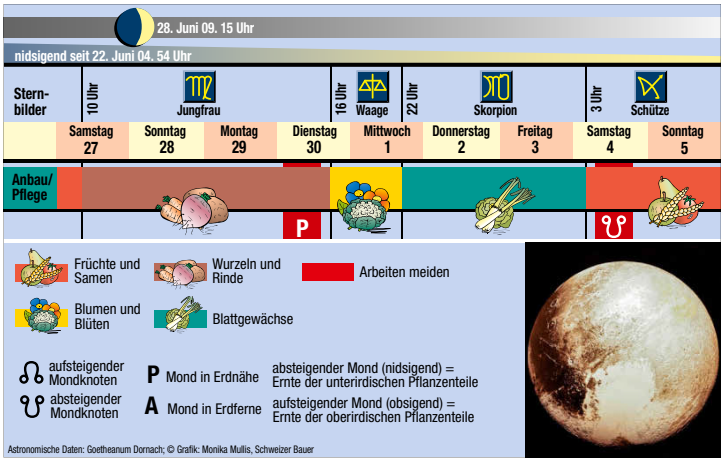 28. Juni 09. 15 Uhr
nidsigend seit 22. Juni 04. 54 Uhr
Stern-
bilder
10 Uhr
Jungfrau
16 Uhr
Waage
22 Uhr
Skorpion
3 Uhr
Schütze
Samstag Sonntag Montag Dienstag Mittwoch Donnerstag Freitag Samstag Sonntag
27 28 29 30 1 2 3 4 5
Anbau/
Pflege
P
Früchte und
Samen
Wurzeln und
Rinde
Arbeiten meiden
Blumen und
Blüten
Blattgewächse
aufsteigender
Mondknoten
P Mond in Erdnähe
absteigender Mond (nidsigend) =
Ernte der unterirdischen Pflanzenteile
absteigender
Mondknoten
A Mond in Erdferne
aufsteigender Mond (obsigend) =
Ernte der oberirdischen Pflanzenteile
Astronomische Daten: Goetheanum Dornach; © Grafik: Monika Mullis, Schweizer Bauer